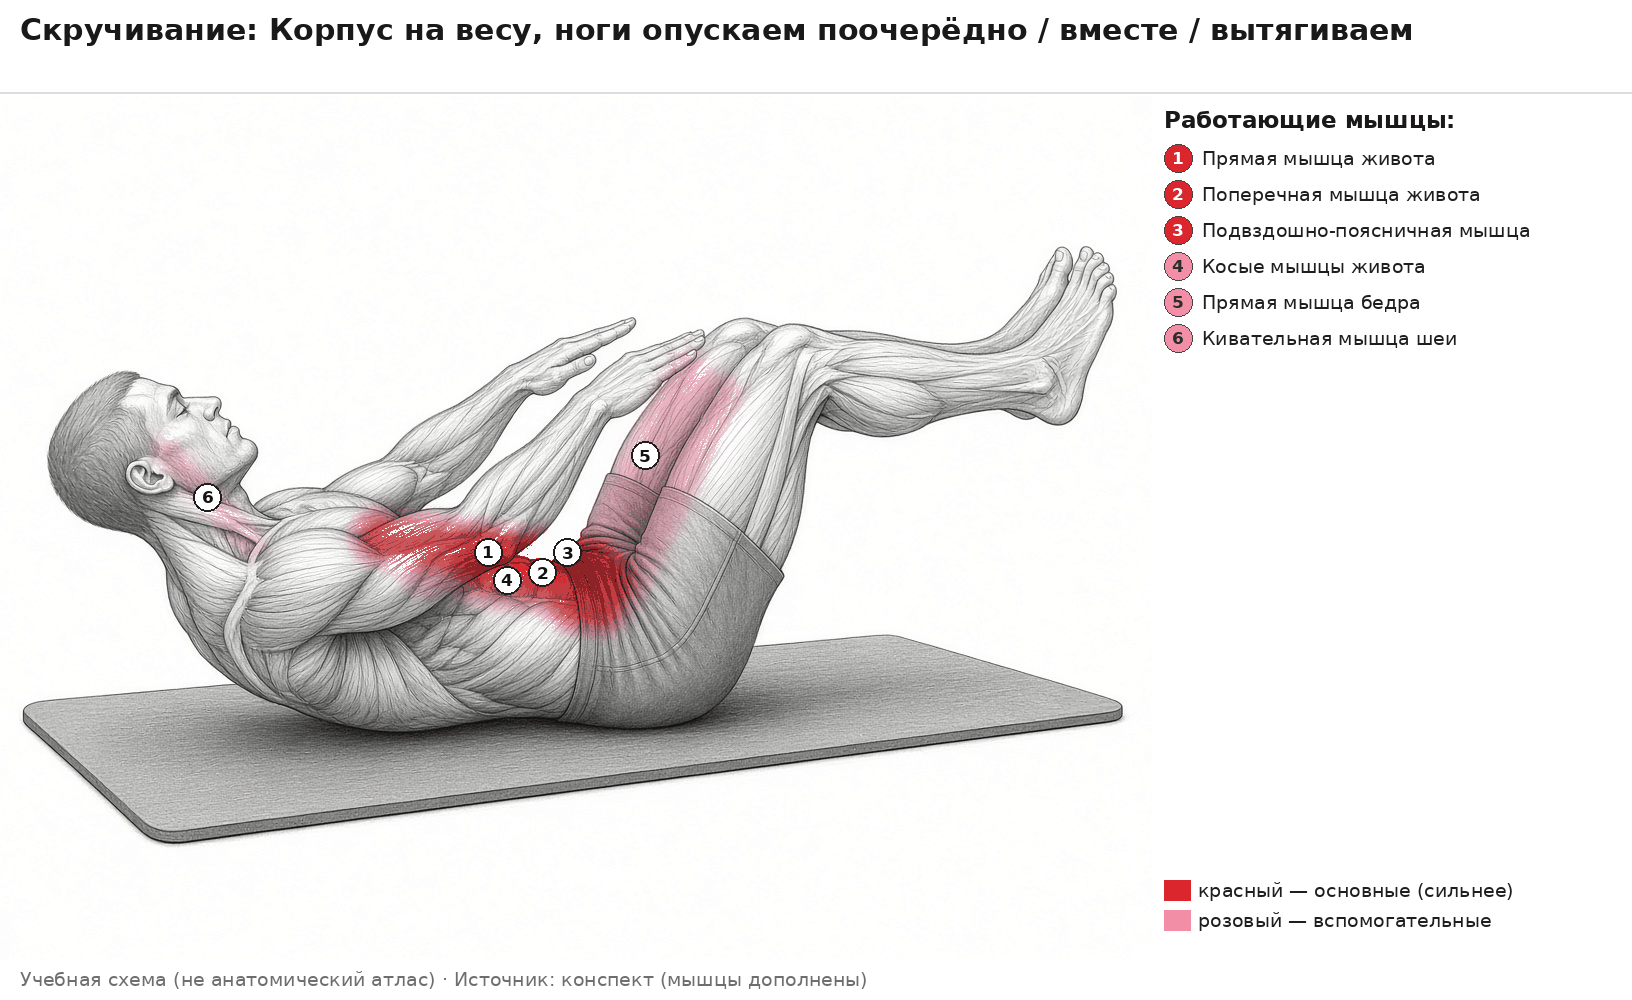 Скручивание: Корпус на весу, ноги опускаем поочерёдно / вместе / вытягиваем
Работающие мышцы:
1 Прямая мышца живота
2 Поперечная мышца живота
3 Подвздошно-поясничная мышца
4 Косые мышцы живота
5 Прямая мышца бедра
6 Кивательная мышца шеи
5
6
1
3
2
4
красный — основные (сильнее)
розовый — вспомогательные
Учебная схема (не анатомический атлас) · Источник: конспект (мышцы дополнены)